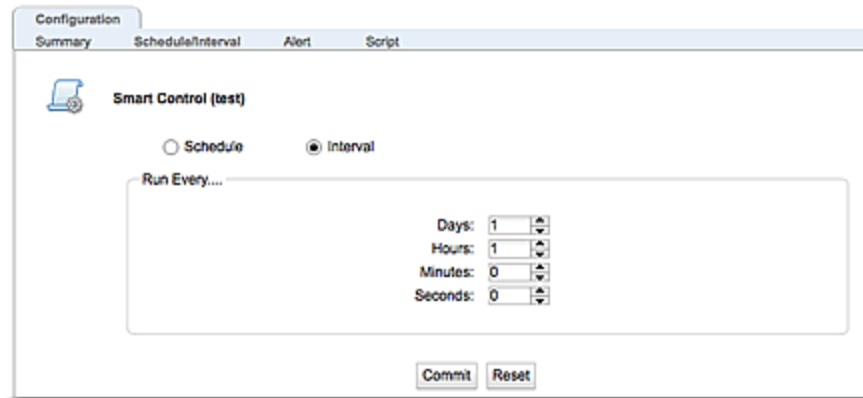 Configuration
Summary Schedule/Interval Alert Script
Smart Control (test)
Schedule Interval
Run Every....
Days: 1
Hours: 1
Minutes: 0
Seconds: 0
Commit Reset